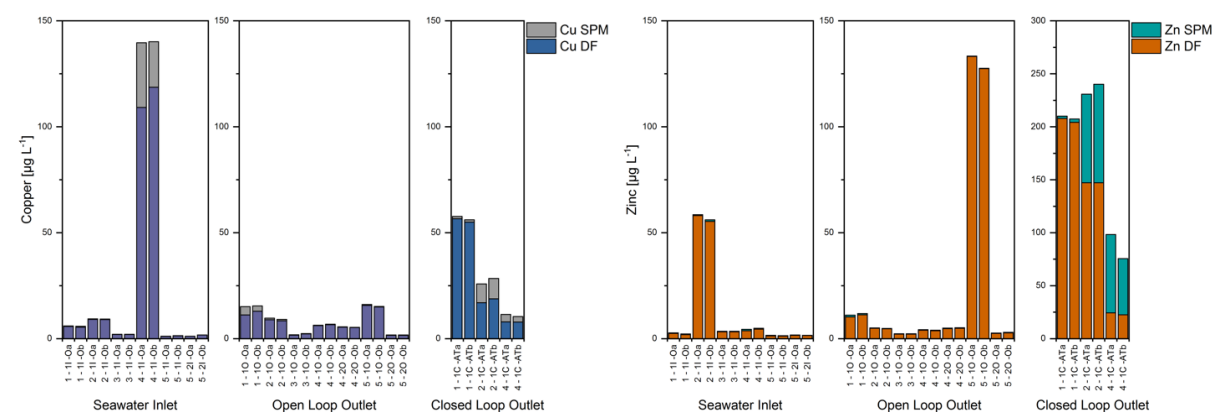 150
100
50
0
Copper [µg L⁻¹]
1 - 1I-Oa
1 - 1I-Ob
2 - 1I-Oa
2 - 1I-Ob
3 - 1I-Oa
3 - 1I-Ob
4 - 1I-Oa
4 - 1I-Ob
5 - 1I-Oa
5 - 1I-Ob
5 - 2I-Oa
5 - 2I-Ob
Seawater Inlet
150
100
50
0
1 - 1O -Oa
1 - 1O -Ob
2 - 1O -Oa
2 - 1O -Ob
3 - 1O -Oa
3 - 1O -Ob
4 - 1O -Oa
4 - 1O -Ob
4 - 2O -Oa
4 - 2O -Ob
5 - 1O -Oa
5 - 1O -Ob
5 - 2O -Oa
5 - 2O -Ob
Open Loop Outlet
150
100
50
0
1 - 1C -ATa
1 - 1C -ATb
2 - 1C -ATa
2 - 1C -ATb
4 - 1C -ATa
4 - 1C -ATb
Closed Loop Outlet
Cu SPM
Cu DF
150
100
50
0
Zinc [µg L⁻¹]
1 - 1I-Oa
1 - 1I-Ob
2 - 1I-Oa
2 - 1I-Ob
3 - 1I-Oa
3 - 1I-Ob
4 - 1I-Oa
4 - 1I-Ob
5 - 1I-Oa
5 - 1I-Ob
5 - 2I-Oa
5 - 2I-Ob
Seawater Inlet
150
100
50
0
1 - 1O -Oa
1 - 1O -Ob
2 - 1O -Oa
2 - 1O -Ob
3 - 1O -Oa
3 - 1O -Ob
4 - 1O -Oa
4 - 1O -Ob
4 - 2O -Oa
4 - 2O -Ob
5 - 1O -Oa
5 - 1O -Ob
5 - 2O -Oa
5 - 2O -Ob
Open Loop Outlet
300
250
200
150
100
50
0
1 - 1C -ATa
1 - 1C -ATb
2 - 1C -ATa
2 - 1C -ATb
4 - 1C -ATa
4 - 1C -ATb
Closed Loop Outlet
Zn SPM
Zn DF